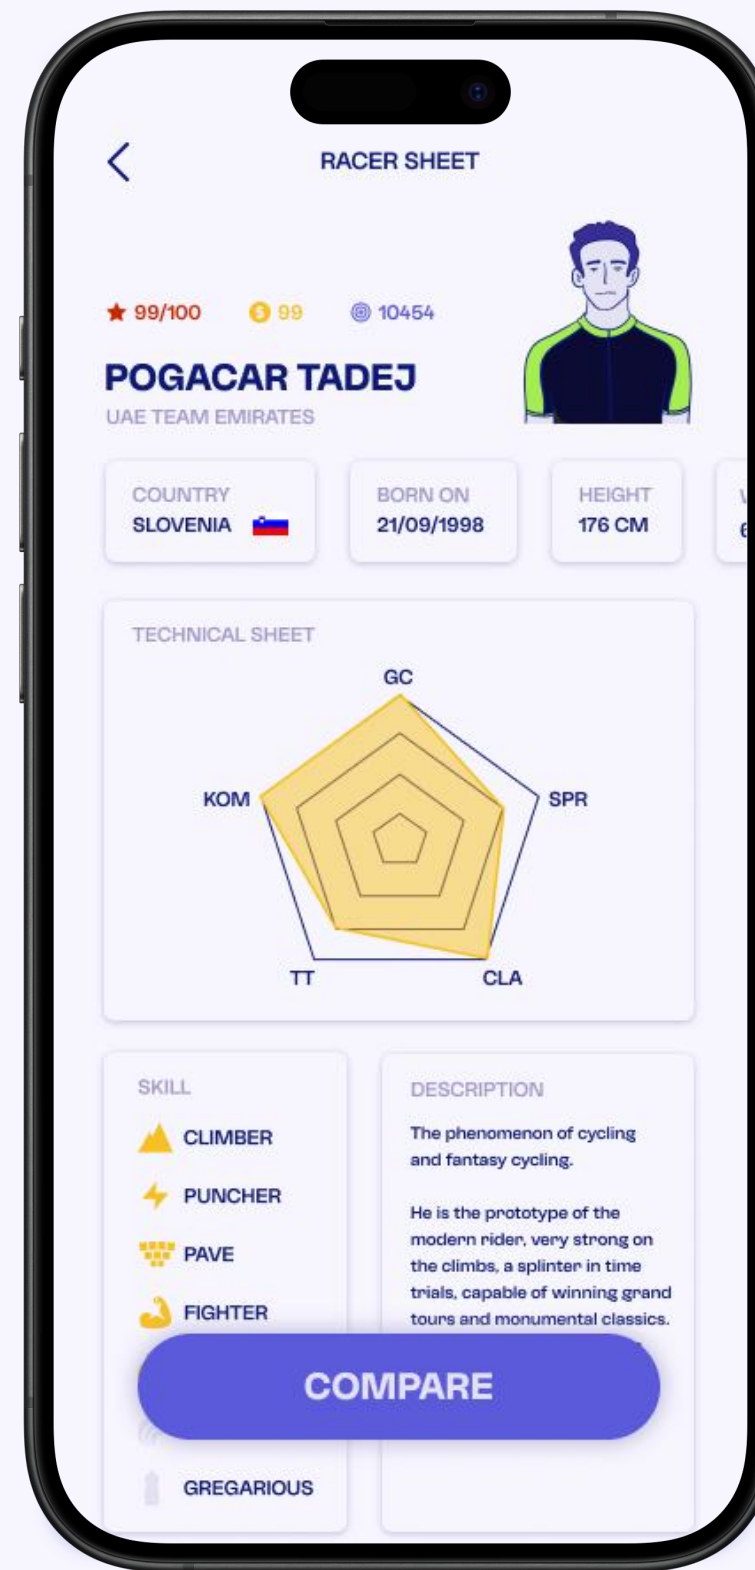 RACER SHEET
99/100 99 10454
POGACAR TADEJ
UAE TEAM EMIRATES
COUNTRY
SLOVENIA
BORN ON
21/09/1998
HEIGHT
176 CM
TECHNICAL SHEET
GC
KOM
SPR
TT
CLA
SKILL
CLIMBER
PUNCHER
PAVE
FIGHTER
GREGARIOUS
DESCRIPTION
The phenomenon of cycling
and fantasy cycling.
He is the prototype of the
modern rider, very strong on
the climbs, a splinter in time
trials, capable of winning grand
tours and monumental classics.
COMPARE